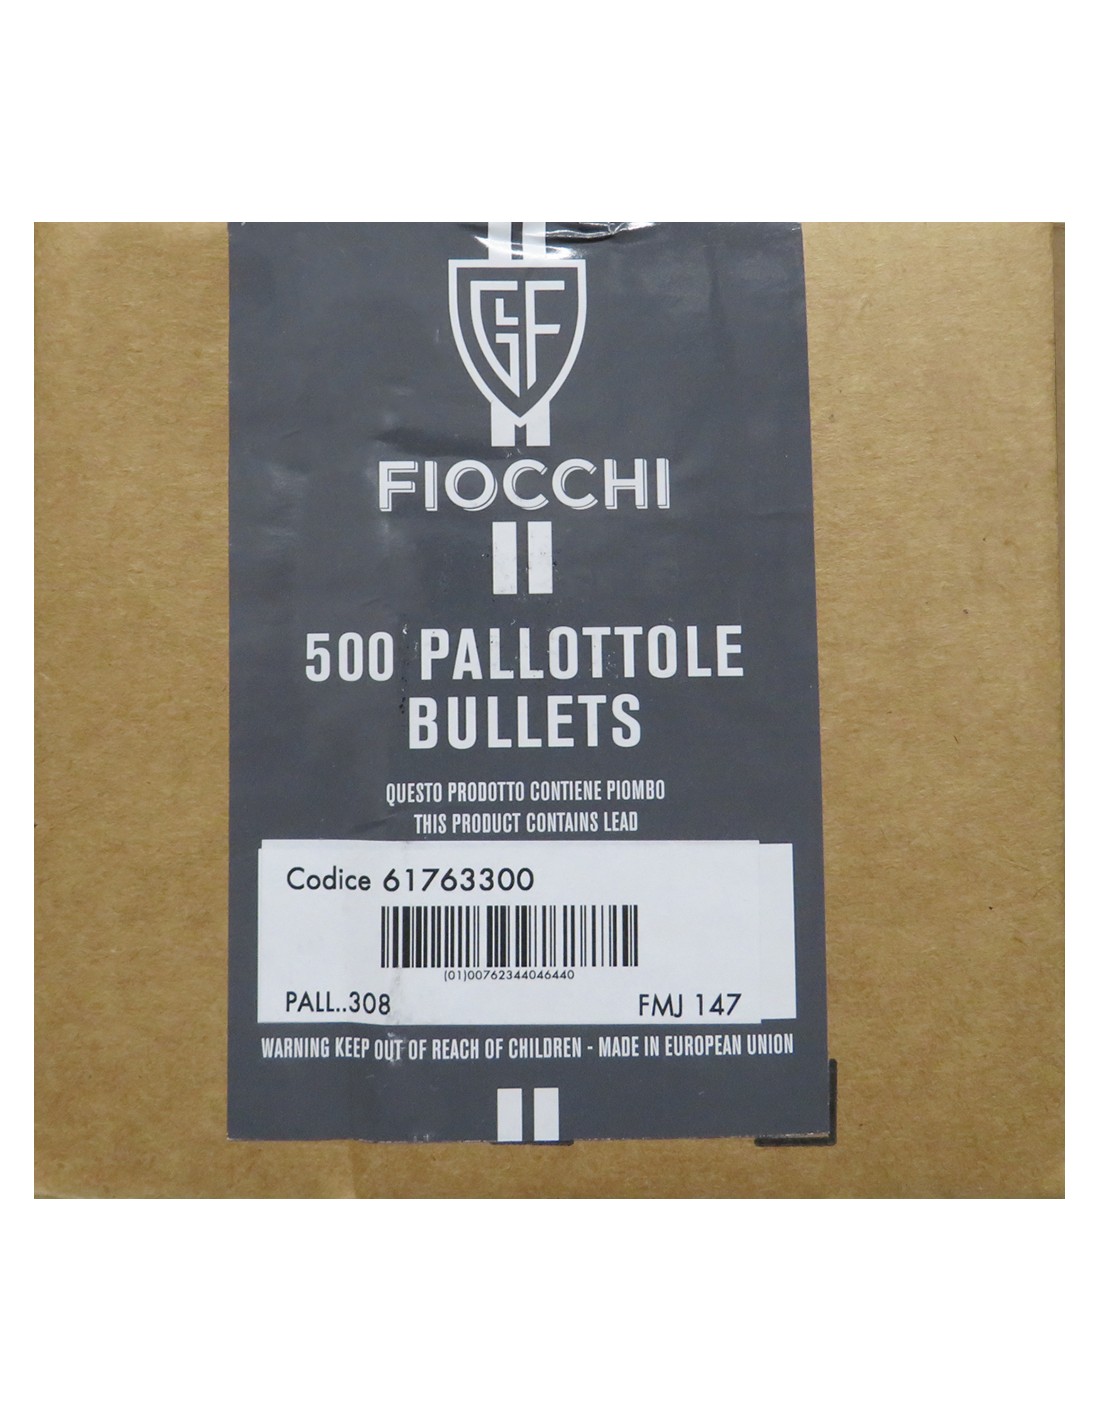 GLF
FIOCCHI
500 PALLOTTOLE
BULLETS
QUESTO PRODOTTO CONTIENE PIOMBO
THIS PRODUCT CONTAINS LEAD
Codice 61763300
(01)00762344046440
PALL..308 FMJ 147
WARNING KEEP OUT OF REACH OF CHILDREN - MADE IN EUROPEAN UNION